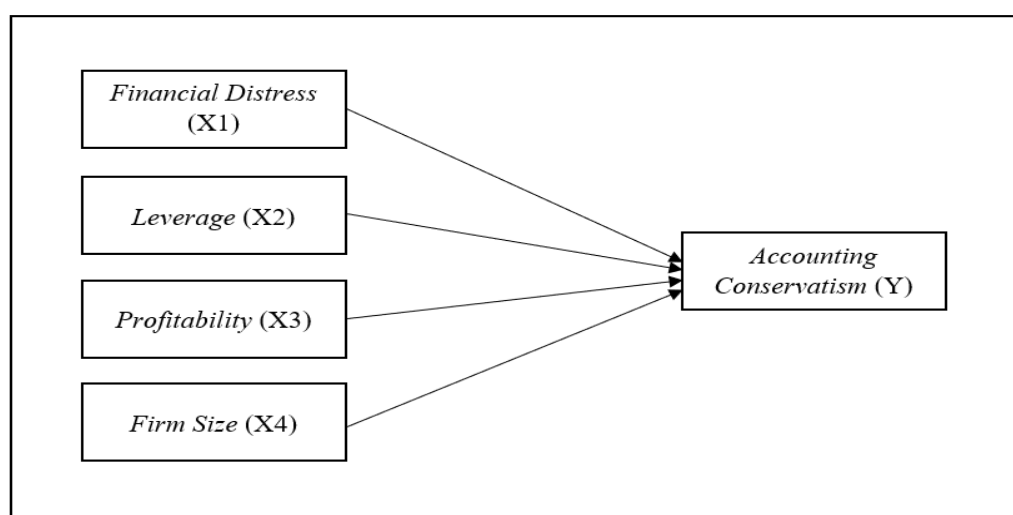 Financial Distress
(X1)
Leverage (X2)
Profitability (X3)
Firm Size (X4)
Accounting
Conservatism (Y)